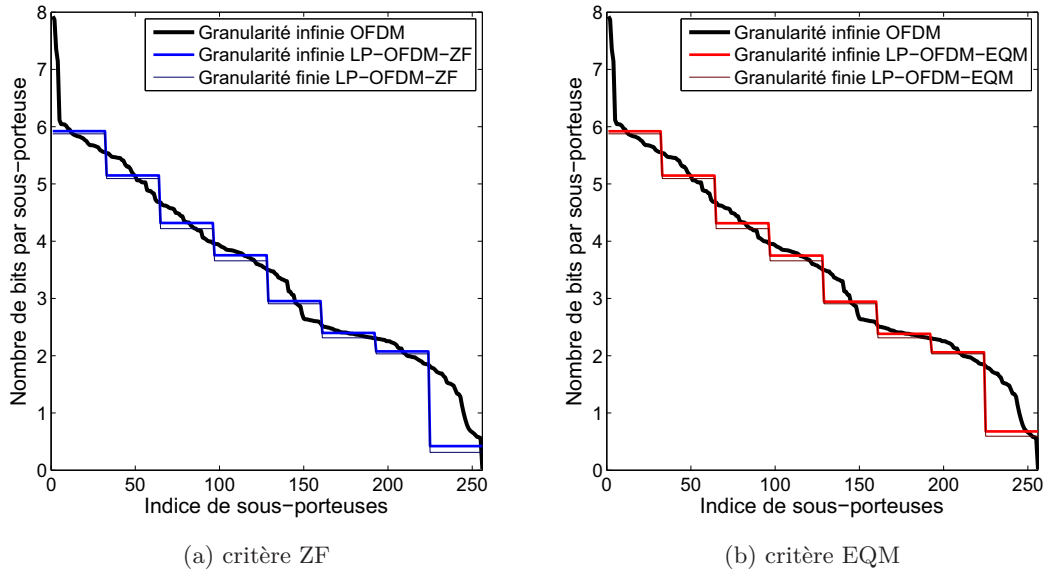 Granularité infinie OFDM
Granularité infinie LP−OFDM−ZF
Granularité finie LP−OFDM−ZF
Nombre de bits par sous−porteuse
8
7
6
5
4
3
2
1
0
0 50 100 150 200 250
Indice de sous−porteuses
(a) critère ZF
Granularité infinie OFDM
Granularité infinie LP−OFDM−EQM
Granularité finie LP−OFDM−EQM
Nombre de bits par sous−porteuse
8
7
6
5
4
3
2
1
0
0 50 100 150 200 250
Indice de sous−porteuses
(b) critère EQM